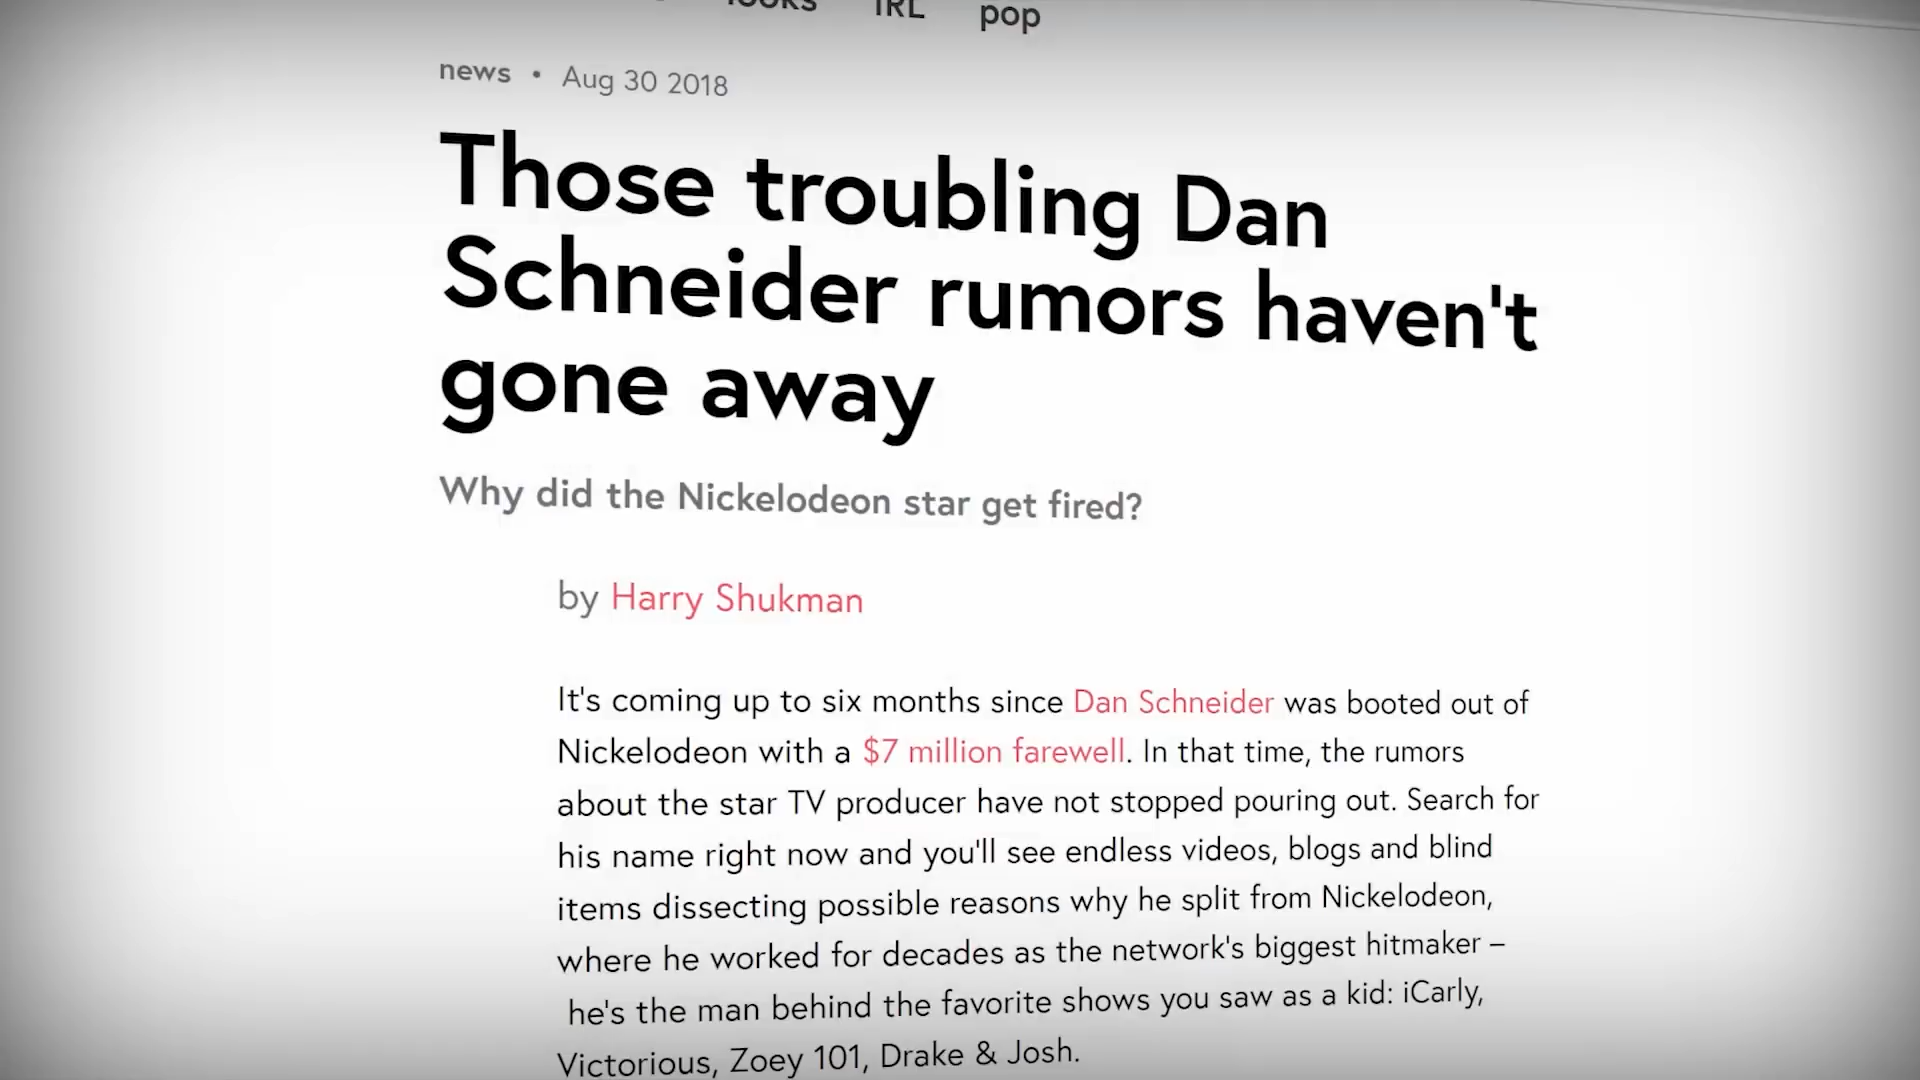 looks IRL pop
news • Aug 30 2018
Those troubling Dan
Schneider rumors haven't
gone away
Why did the Nickelodeon star get fired?
by Harry Shukman
It's coming up to six months since Dan Schneider was booted out of
Nickelodeon with a $7 million farewell. In that time, the rumors
about the star TV producer have not stopped pouring out. Search for
his name right now and you'll see endless videos, blogs and blind
items dissecting possible reasons why he split from Nickelodeon,
where he worked for decades as the network's biggest hitmaker –
he's the man behind the favorite shows you saw as a kid: iCarly,
Victorious, Zoey 101, Drake & Josh.